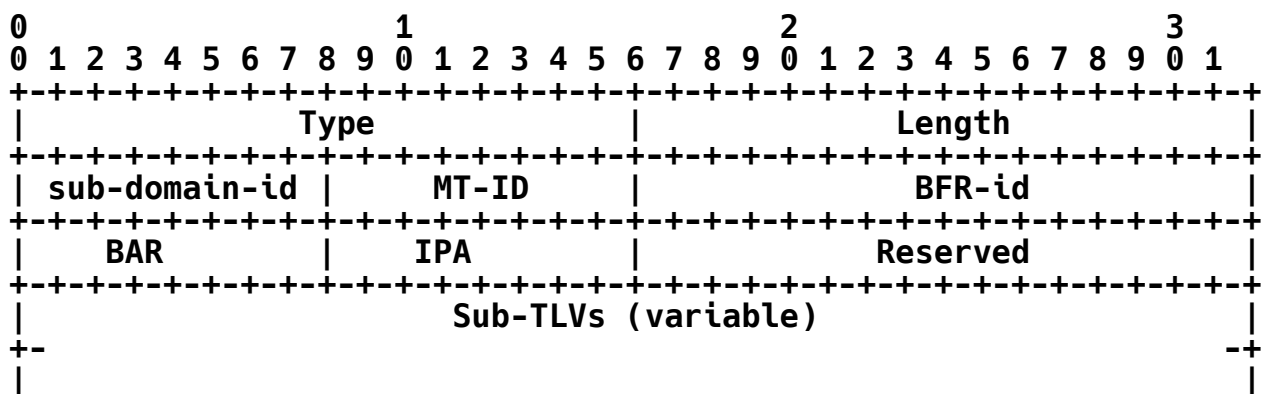 0                   1                   2                   3
0 1 2 3 4 5 6 7 8 9 0 1 2 3 4 5 6 7 8 9 0 1 2 3 4 5 6 7 8 9 0 1
+-+-+-+-+-+-+-+-+-+-+-+-+-+-+-+-+-+-+-+-+-+-+-+-+-+-+-+-+-+-+-+-+
|              Type             |             Length            |
+-+-+-+-+-+-+-+-+-+-+-+-+-+-+-+-+-+-+-+-+-+-+-+-+-+-+-+-+-+-+-+-+
| sub-domain-id |     MT-ID     |              BFR-id           |
+-+-+-+-+-+-+-+-+-+-+-+-+-+-+-+-+-+-+-+-+-+-+-+-+-+-+-+-+-+-+-+-+
|    BAR        |    IPA        |            Reserved           |
+-+-+-+-+-+-+-+-+-+-+-+-+-+-+-+-+-+-+-+-+-+-+-+-+-+-+-+-+-+-+-+-+
|                      Sub-TLVs (variable)                      |
+-                                                             -+
|                                                               |